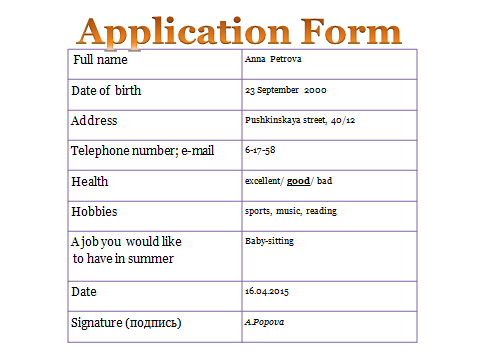 Application Form
Full name Anna Petrova
Date of birth 23 September 2000
Address Pushkinskaya street, 40/12
Telephone number; e-mail 6-17-58
Health excellent/ good/ bad
Hobbies sports, music, reading
A job you would like Baby-sitting
to have in summer
Date 16.04.2015
Signature (подпись) A.Popova